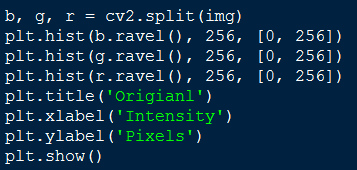 b, g, r = cv2.split(img)
plt.hist(b.ravel(), 256, [0, 256])
plt.hist(g.ravel(), 256, [0, 256])
plt.hist(r.ravel(), 256, [0, 256])
plt.title('Origianl')
plt.xlabel('Intensity')
plt.ylabel('Pixels')
plt.show()